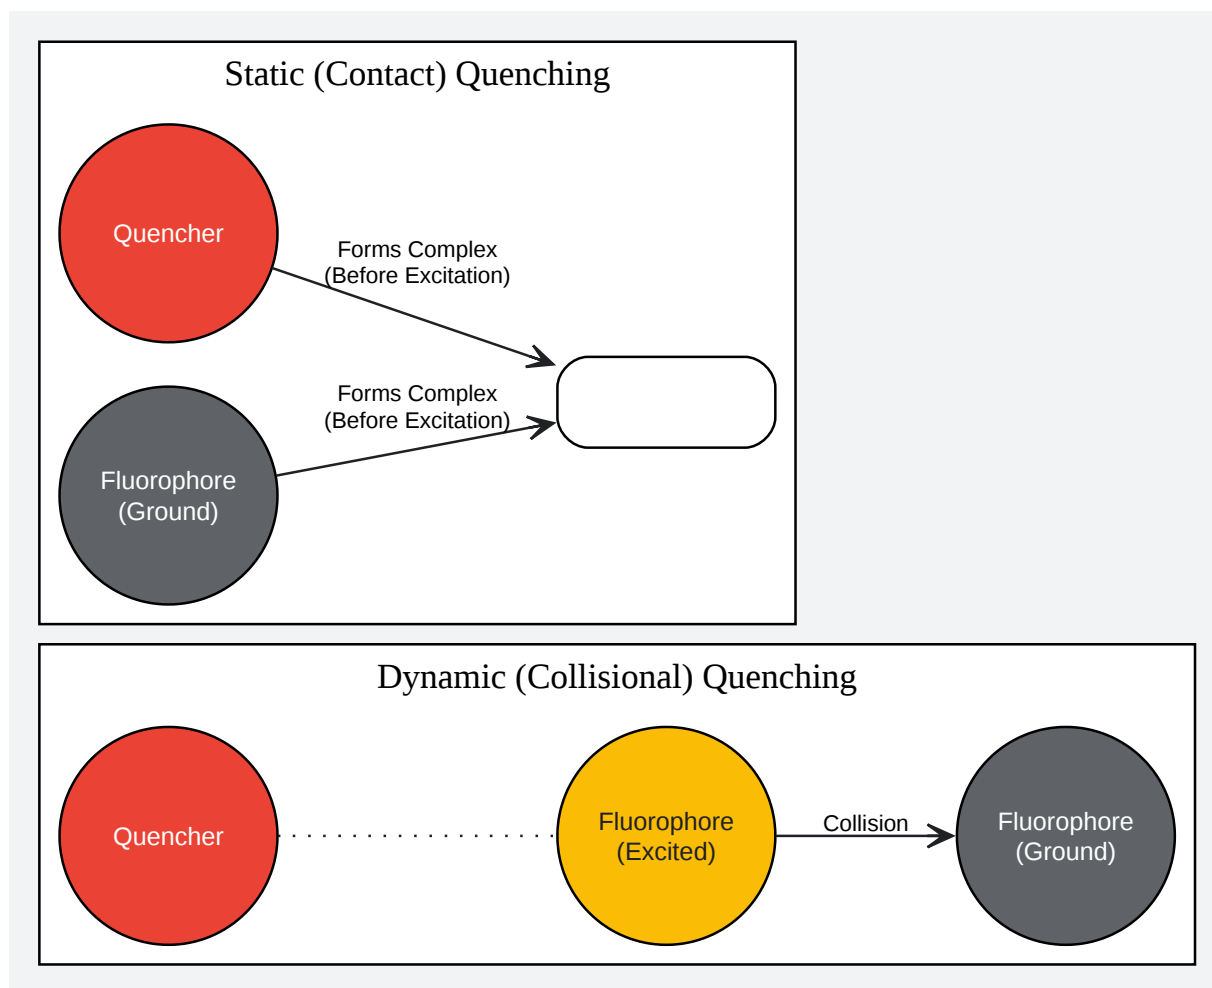 Static (Contact) Quenching
Quencher
Forms Complex
(Before Excitation)
Forms Complex
(Before Excitation)
Fluorophore
(Ground)
Dynamic (Collisional) Quenching
Quencher
Fluorophore
(Excited)
Collision
Fluorophore
(Ground)